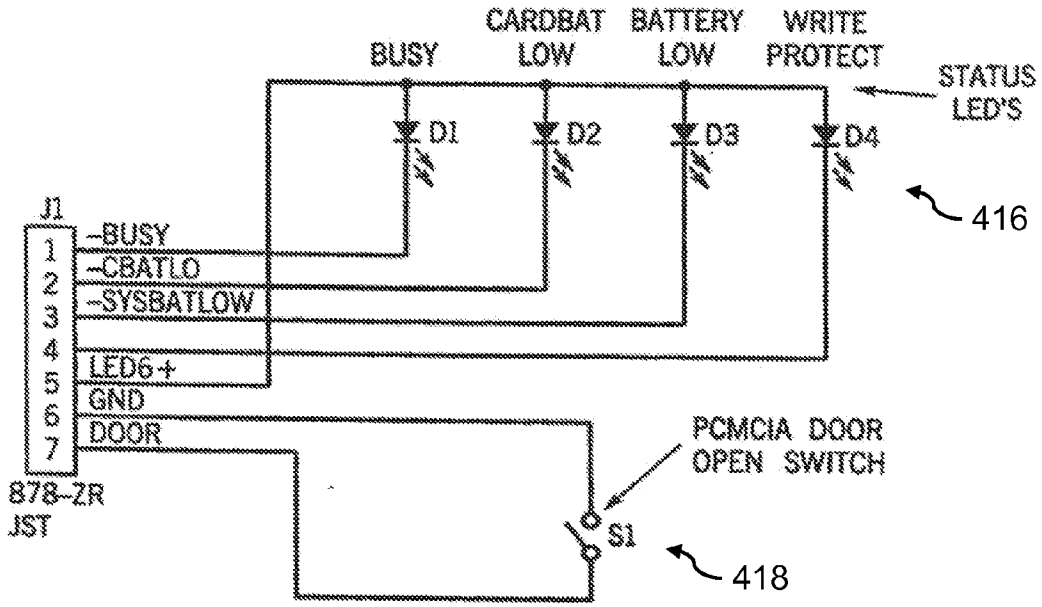 CARDBAT BATTERY WRITE
BUSY LOW LOW PROTECT
STATUS
LED'S
D1 D2 D3 D4
416
J1
1 -BUSY
2 -CBATLO
3 -SYSBATLOW
4
5 LED6+
6 GND
7 DOOR
PCMCIA DOOR
OPEN SWITCH
878-ZR
JST
S1
418